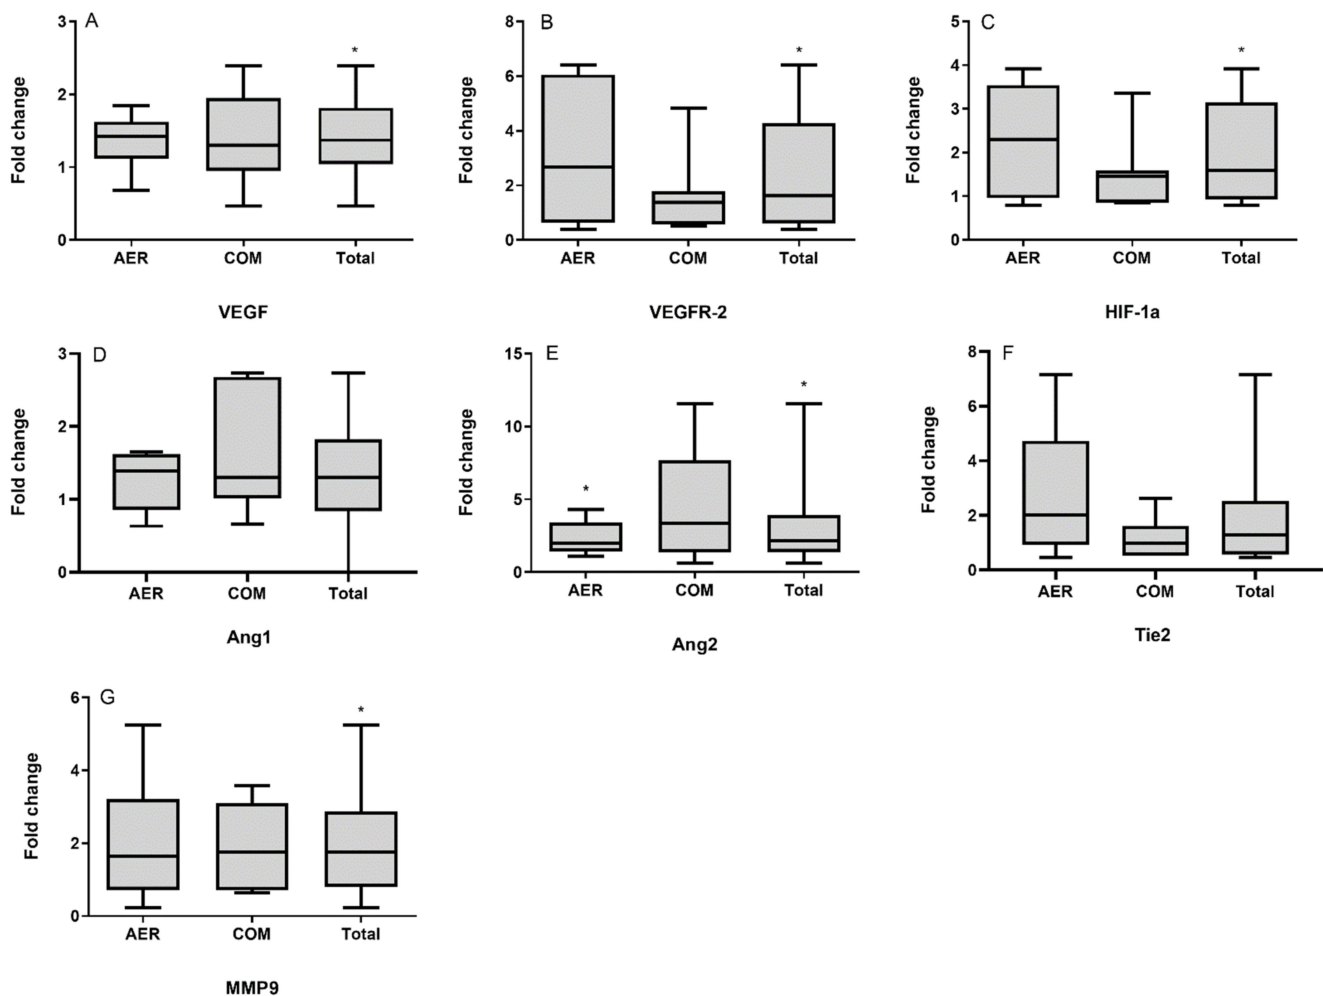 A
Fold change
3
2
1
0
*
AER COM Total
VEGF
B
Fold change
8
6
4
2
0
*
AER COM Total
VEGFR-2
C
Fold change
5
4
3
2
1
0
*
AER COM Total
HIF-1a
D
Fold change
3
2
1
0
AER COM Total
Ang1
E
Fold change
15
10
5
0
*
*
AER COM Total
Ang2
F
Fold change
8
6
4
2
0
AER COM Total
Tie2
G
Fold change
6
4
2
0
*
AER COM Total
MMP9